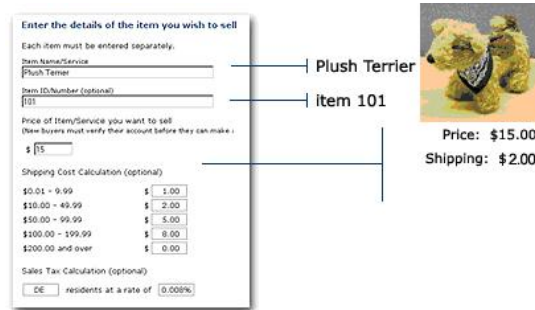 Enter the details of the item you wish to sell
Each item must be entered separately.
Item Name/Service
Plush Terrier
Item ID/Number (optional)
101
Price of Item/Service you want to sell
(New buyers must verify their account before they can make
$ 15
Shipping Cost Calculation (optional)
$0.01 - 9.99 $ 1.00
$10.00 - 49.99 $ 2.00
$50.00 - 99.99 $ 5.00
$100.00 - 199.99 $ 8.00
$200.00 and over $ 0.00
Sales Tax Calculation (optional)
DE residents at a rate of 0.008%
Plush Terrier
item 101
Price: $15.00
Shipping: $2.00